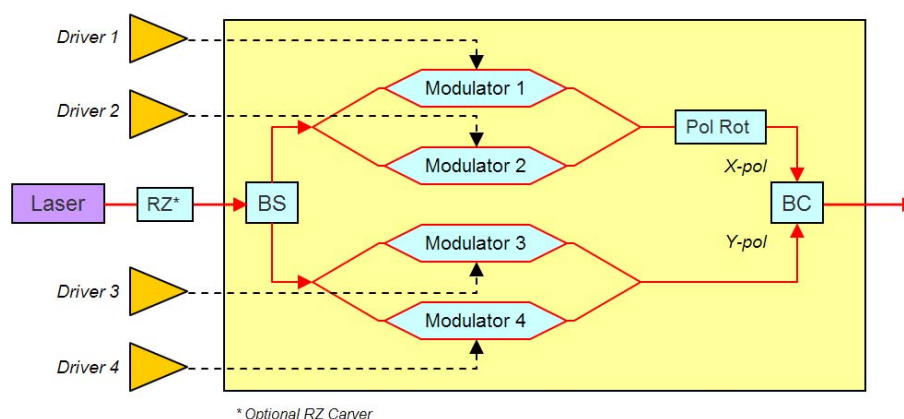 Driver 1
Modulator 1
Driver 2
Pol Rot
Modulator 2
X-pol
Laser
RZ*
BS
BC
Y-pol
Modulator 3
Driver 3
Modulator 4
Driver 4
* Optional RZ Carver